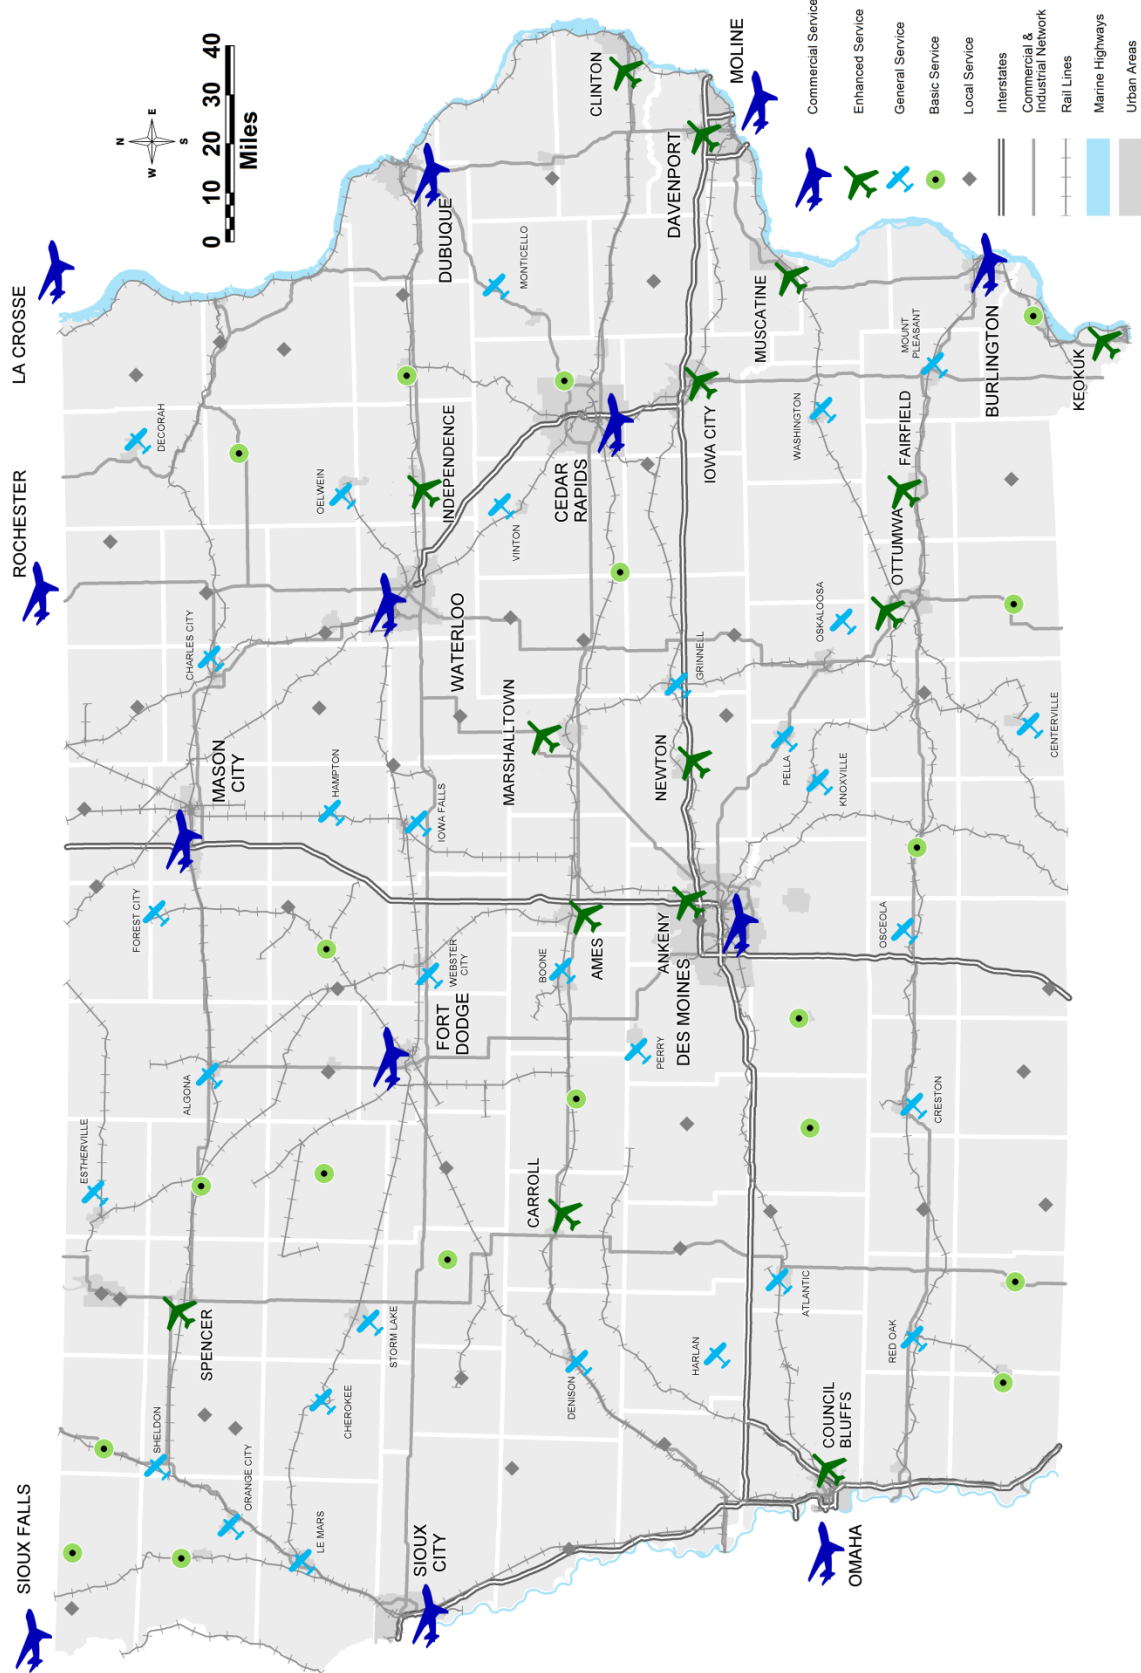 SIOUX FALLS
ROCHESTER
LA CROSSE
N
W
E
S
0
10
20
30
40
Miles
ESTHERVILLE
FOREST CITY
DECORAH
SHELDON
SPENCER
ALGONA
MASON
CITY
CHARLES CITY
ORANGE CITY
LE MARS
CHEROKEE
STORM LAKE
HAMPTON
OELWEIN
SIOUX
CITY
FORT
DODGE
WEBSTER
CITY
IOWA FALLS
WATERLOO
INDEPENDENCE
DUBUQUE
MONTICELLO
VINTON
CARROLL
DENISON
BOONE
AMES
MARSHALLTOWN
CEDAR
RAPIDS
CLINTON
PERRY
HARLAN
DES MOINES
ANKENY
NEWTON
GRINNELL
IOWA CITY
DAVENPORT
MOLINE
MUSCATINE
ATLANTIC
COUNCIL
BLUFFS
OMAHA
PELLA
KNOXVILLE
OSKALOOSA
WASHINGTON
RED OAK
CRESTON
OSCEOLA
OTTUMWA
FAIRFIELD
MOUNT
PLEASANT
BURLINGTON
CENTERVILLE
KEOKUK
Commercial Service
Enhanced Service
General Service
Basic Service
Local Service
Interstates
Commercial &
Industrial Network
Rail Lines
Marine Highways
Urban Areas